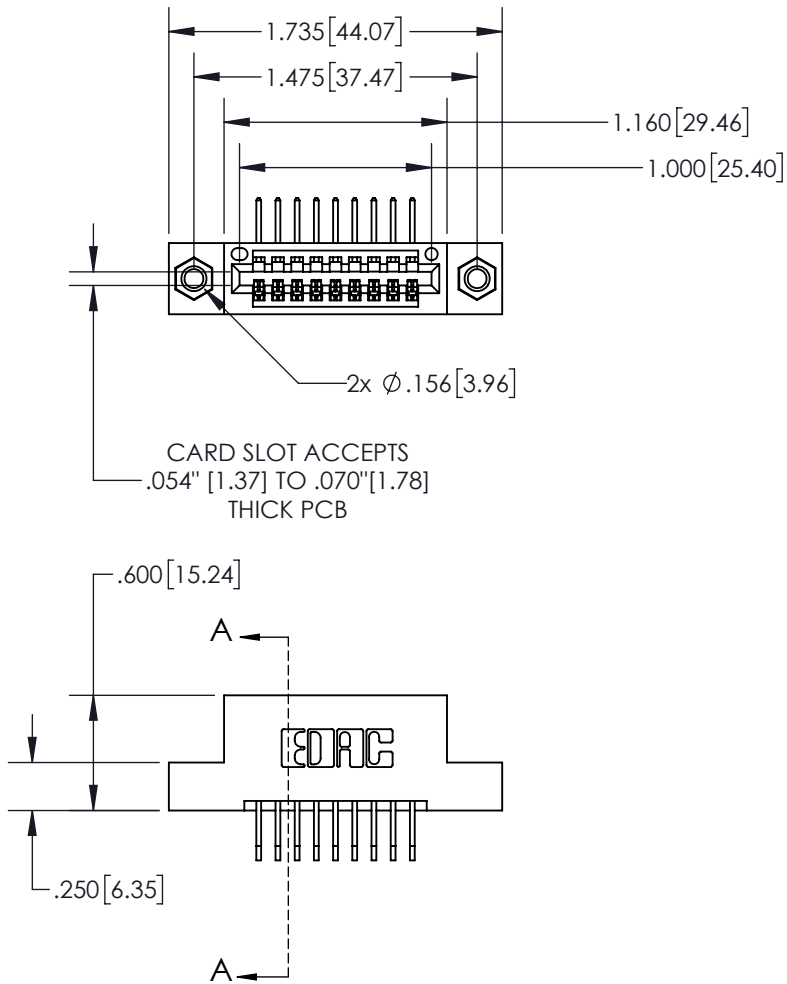 1.735[44.07]
1.475[37.47]
1.160[29.46]
1.000[25.40]
2x ∅.156[3.96]
CARD SLOT ACCEPTS
.054" [1.37] TO .070"[1.78]
THICK PCB
.600[15.24]
A
EDAC
.250[6.35]
A